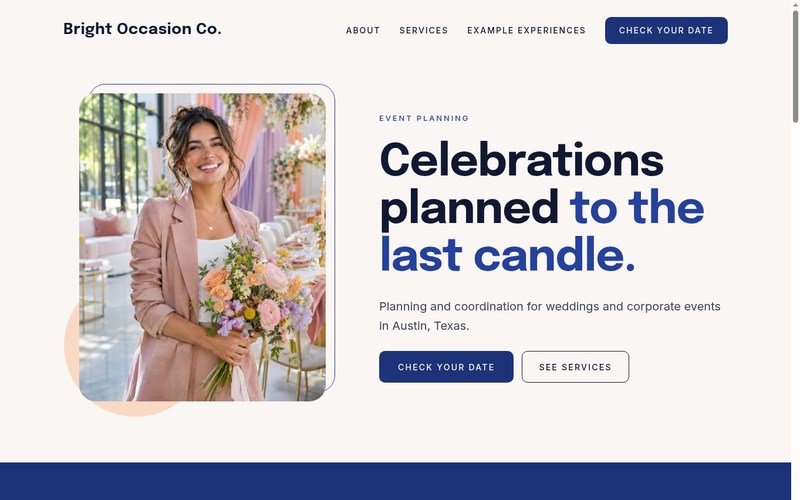 Bright Occasion Co.
ABOUT
SERVICES
EXAMPLE EXPERIENCES
CHECK YOUR DATE
EVENT PLANNING
Celebrations
planned to the
last candle.
Planning and coordination for weddings and corporate events
in Austin, Texas.
CHECK YOUR DATE
SEE SERVICES